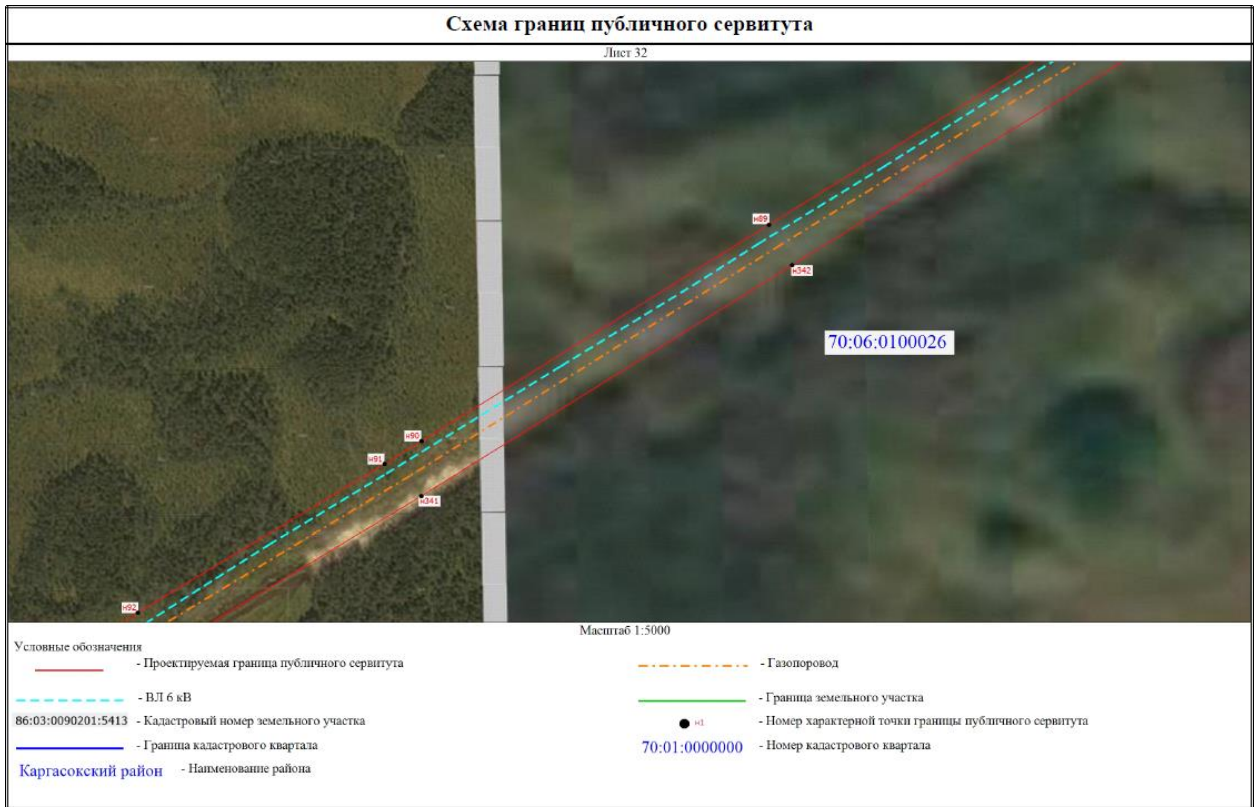 Схема границ публичного сервитута
Лист 32
н89
н342
70:06:0100026
н90
н91
н341
н92
Масштаб 1:5000
Условные обозначения
- Проектируемая граница публичного сервитута
- Газопоровод
- ВЛ 6 кВ
- Граница земельного участка
86:03:0090201:5413 - Кадастровый номер земельного участка
н1 - Номер характерной точки границы публичного сервитута
- Граница кадастрового квартала
70:01:0000000 - Номер кадастрового квартала
Каргасокский район - Наименование района